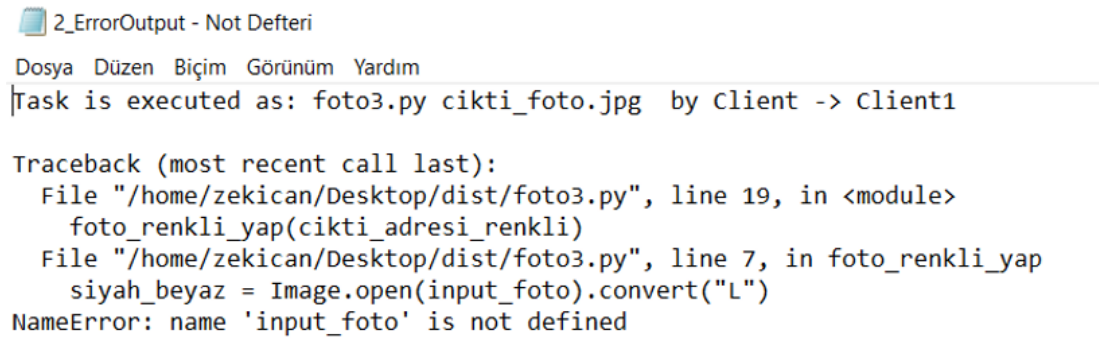 2_ErrorOutput - Not Defteri
Dosya Düzen Biçim Görünüm Yardım
Task is executed as: foto3.py cikti_foto.jpg  by Client -> Client1
Traceback (most recent call last):
  File "/home/zekican/Desktop/dist/foto3.py", line 19, in <module>
    foto_renkli_yap(cikti_adresi_renkli)
  File "/home/zekican/Desktop/dist/foto3.py", line 7, in foto_renkli_yap
    siyah_beyaz = Image.open(input_foto).convert("L")
NameError: name 'input_foto' is not defined